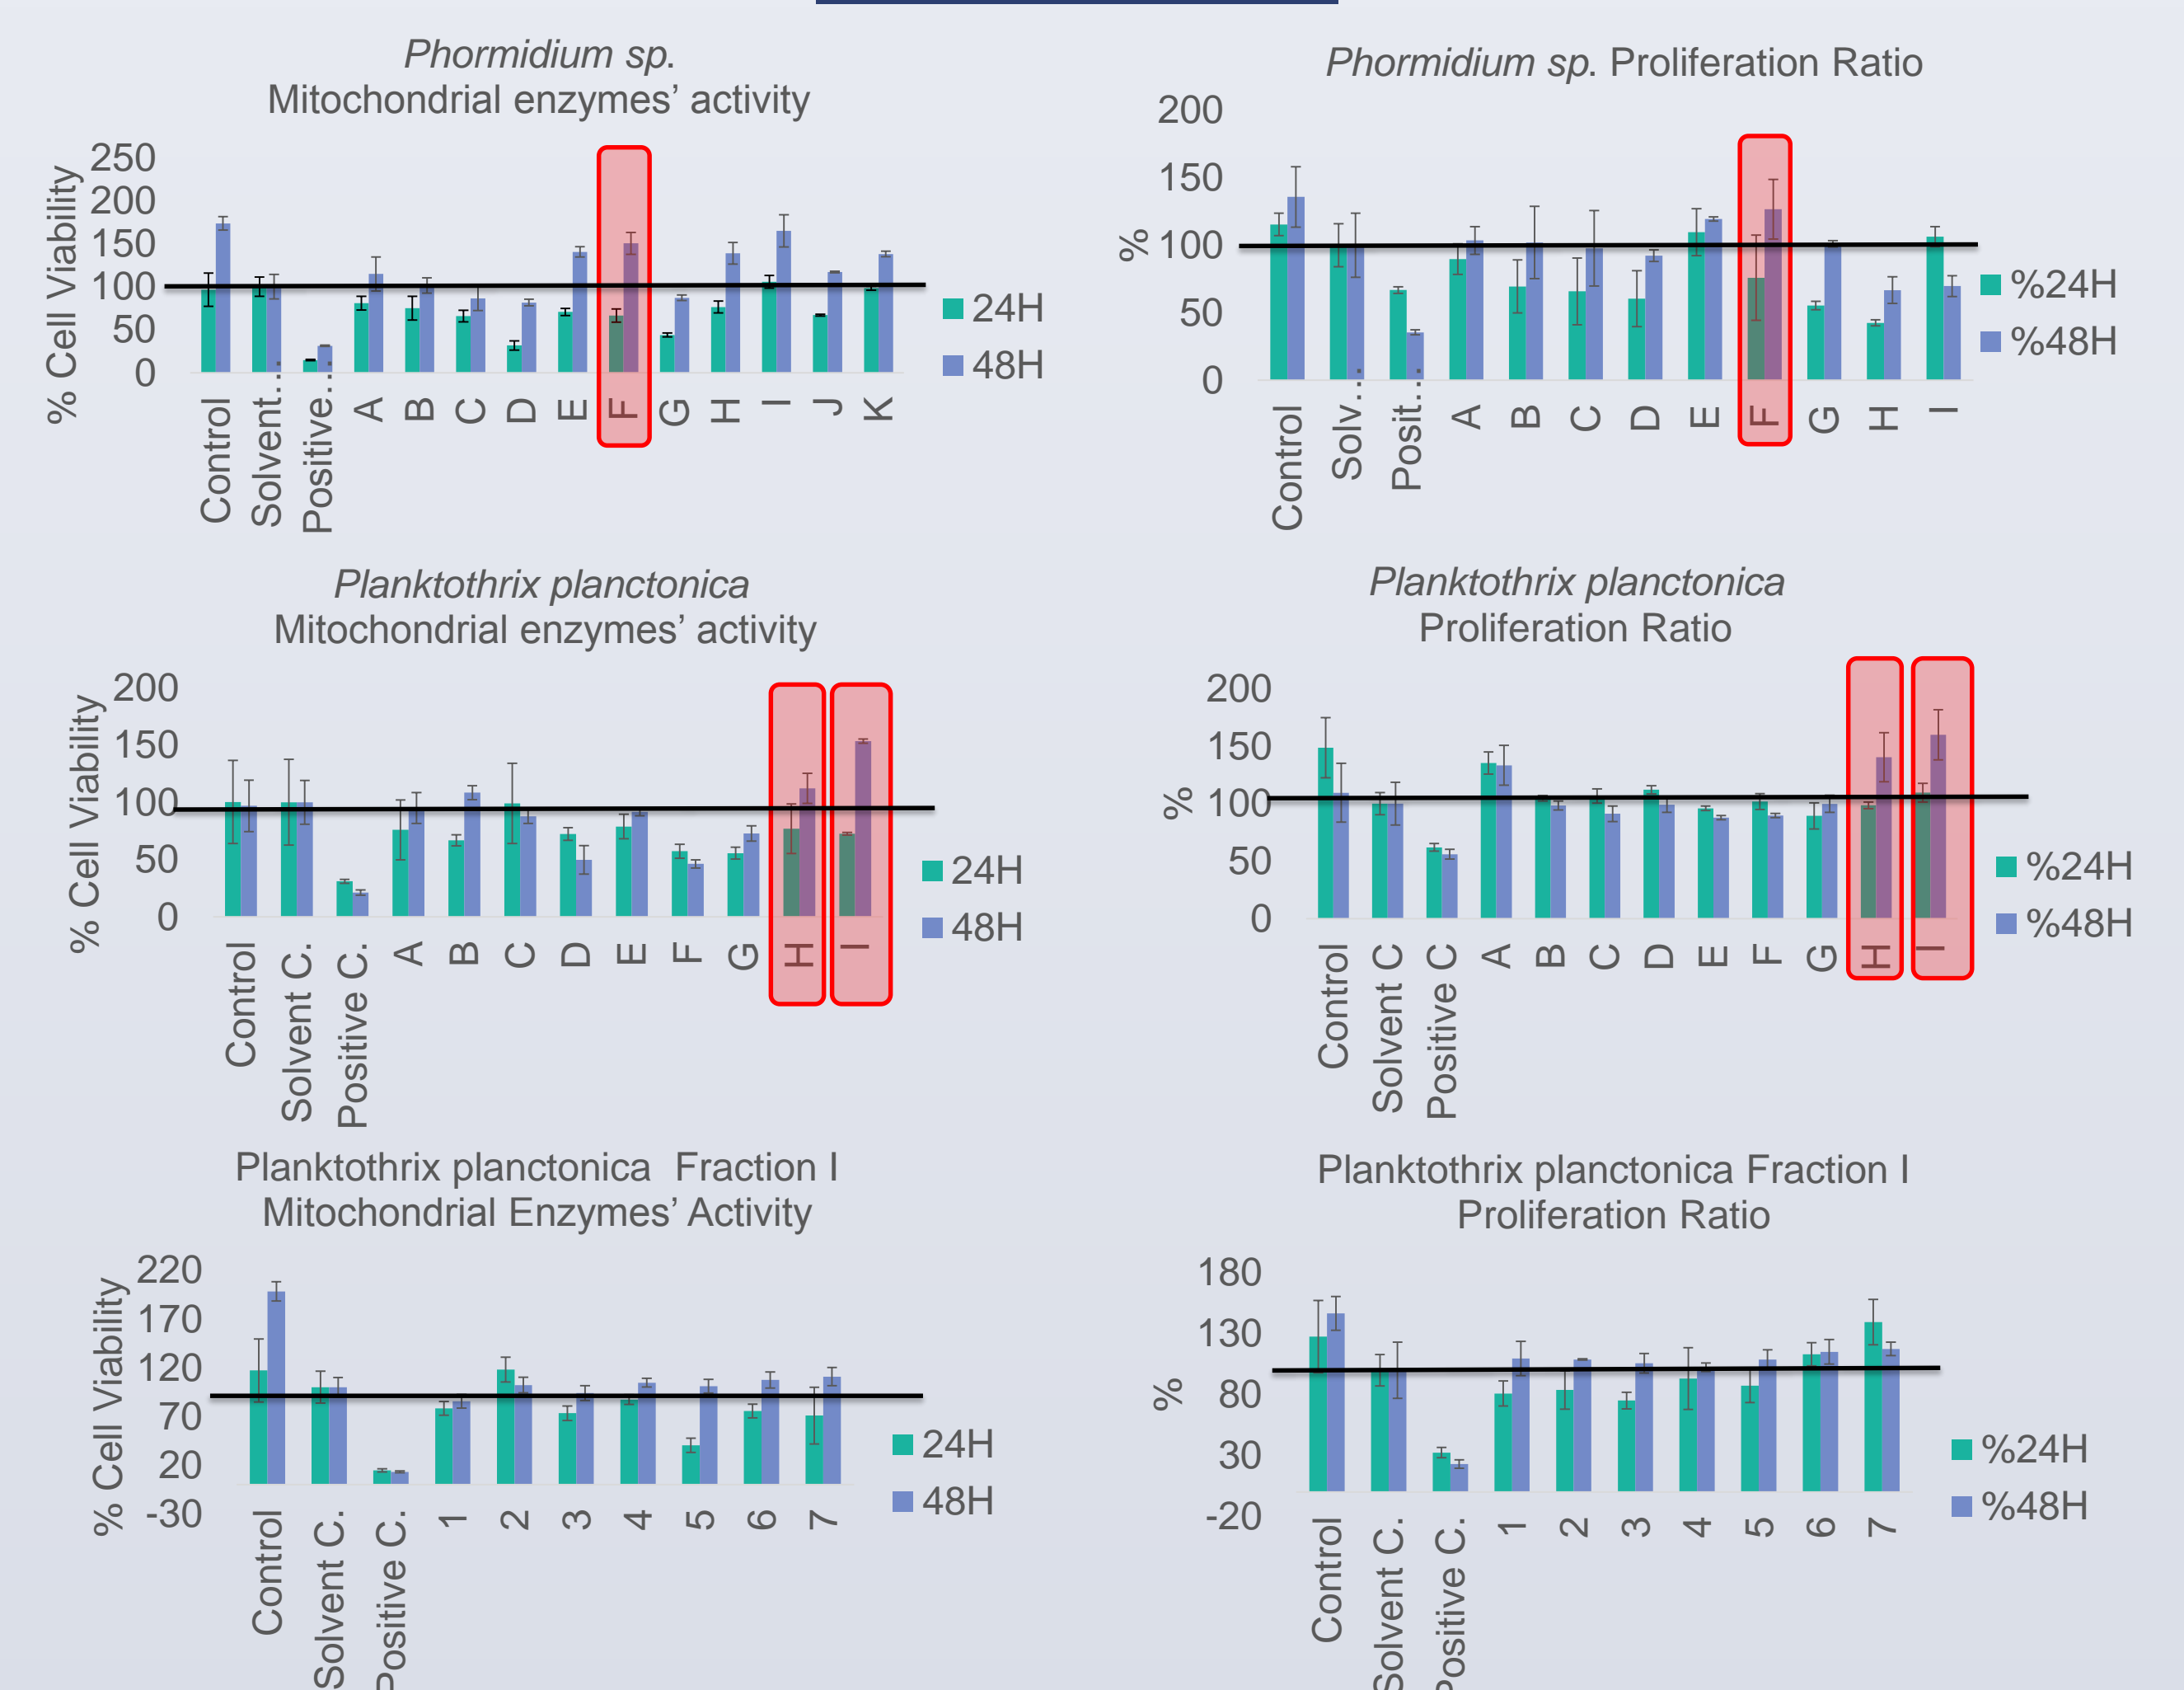 Phormidium sp.
Mitochondrial enzymes’ activity
% Cell Viability
250
200
150
100
50
0
Control
Solvent…
Positive…
A
B
C
D
E
F
G
H
I
J
K
24H
48H
Phormidium sp. Proliferation Ratio
%
200
150
100
50
0
Control
Solv…
Posit…
A
B
C
D
E
F
G
H
I
%24H
%48H
Planktothrix planctonica
Mitochondrial enzymes’ activity
% Cell Viability
200
150
100
50
0
Control
Solvent C.
Positive C.
A
B
C
D
E
F
G
H
I
24H
48H
Planktothrix planctonica
Proliferation Ratio
%
200
150
100
50
0
Control
Solvent C
Positive C
A
B
C
D
E
F
G
H
I
%24H
%48H
Planktothrix planctonica  Fraction I
Mitochondrial Enzymes’ Activity
% Cell Viability
220
170
120
70
20
-30
Control
Solvent C.
Positive C.
1
2
3
4
5
6
7
24H
48H
Planktothrix planctonica Fraction I
Proliferation Ratio
%
180
130
80
30
-20
Control
Solvent C.
Positive C.
1
2
3
4
5
6
7
%24H
%48H